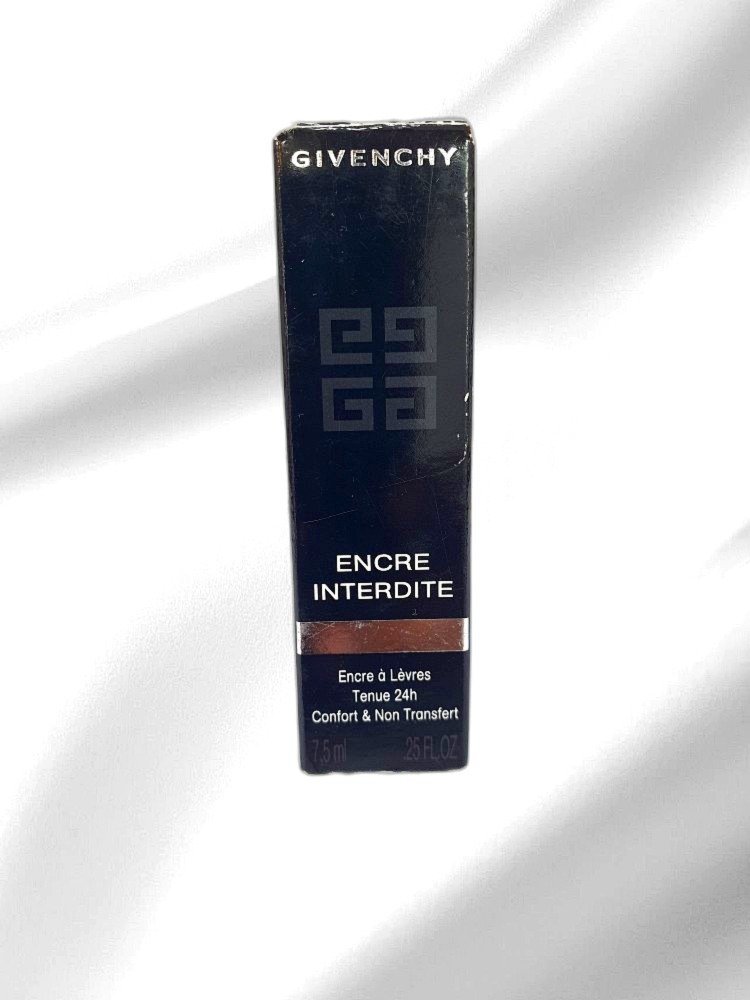 GIVENCHY
ENCRE
INTERDITE
Encre à Lèvres
Tenue 24h
Confort & Non Transfert
7,5 ml .25 FL.OZ